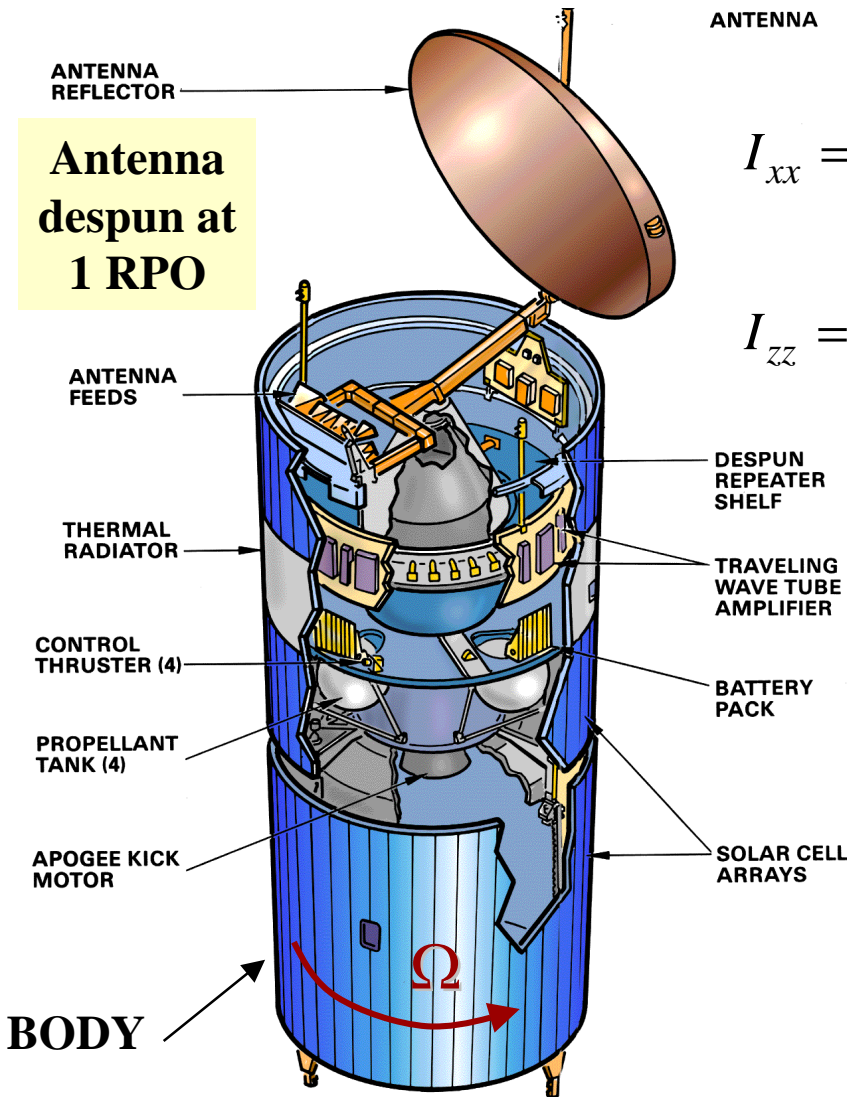 ANTENNA
ANTENNA
REFLECTOR
Antenna
despun at
1 RPO
I_xx =
I_zz =
ANTENNA
FEEDS
DESPUN
REPEATER
SHELF
THERMAL
RADIATOR
TRAVELING
WAVE TUBE
AMPLIFIER
CONTROL
THRUSTER (4)
BATTERY
PACK
PROPELLANT
TANK (4)
APOGEE KICK
MOTOR
SOLAR CELL
ARRAYS
Ω
BODY